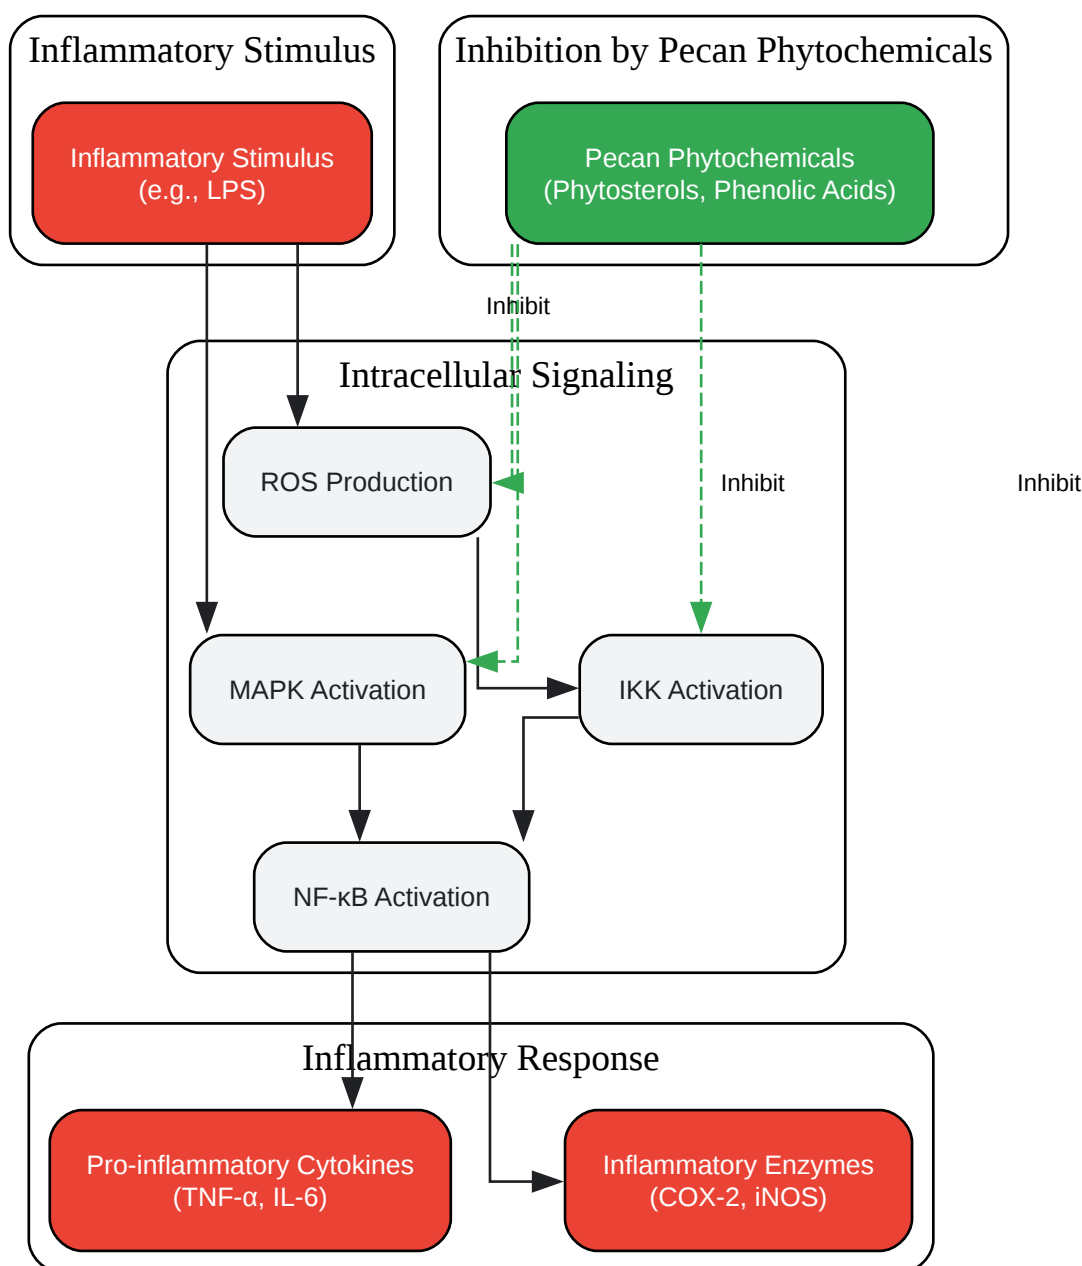 Inflammatory Stimulus
Inhibition by Pecan Phytochemicals
Inflammatory Stimulus
(e.g., LPS)
Pecan Phytochemicals
(Phytosterols, Phenolic Acids)
Inhibit
Intracellular Signaling
ROS Production
Inhibit
Inhibit
MAPK Activation
IKK Activation
NF-κB Activation
Inflammatory Response
Pro-inflammatory Cytokines
(TNF-α, IL-6)
Inflammatory Enzymes
(COX-2, iNOS)